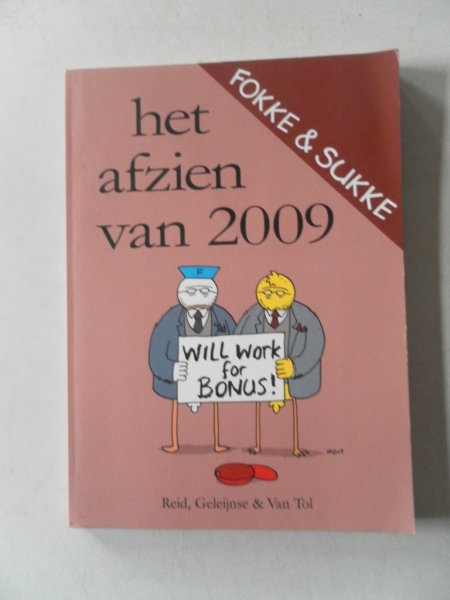 FOKKE & SUKKE
het
afzien
van 2009
F
WILL WORK
for
BONUS!
Reid, Geleijnse & Van Tol